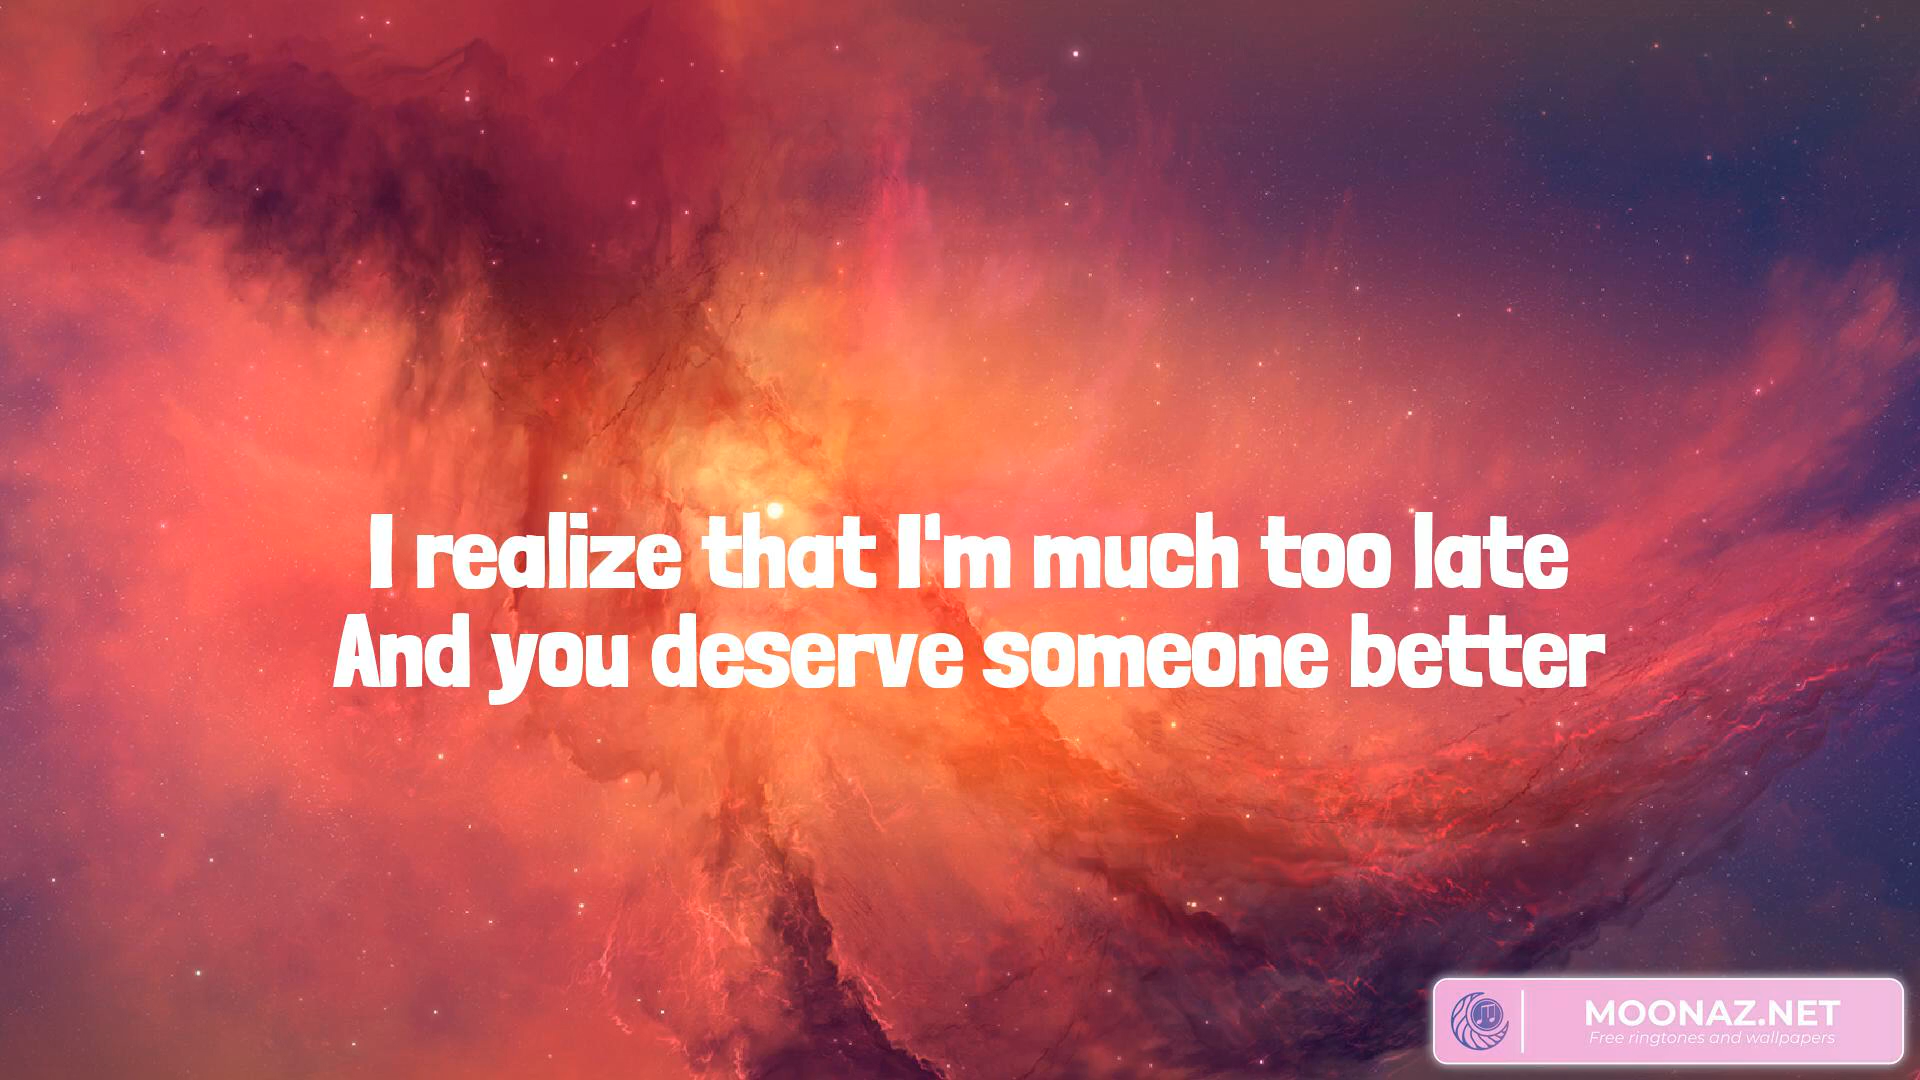 I realize that I'm much too late
And you deserve someone better
MOONAZ.NET
Free ringtones and wallpapers